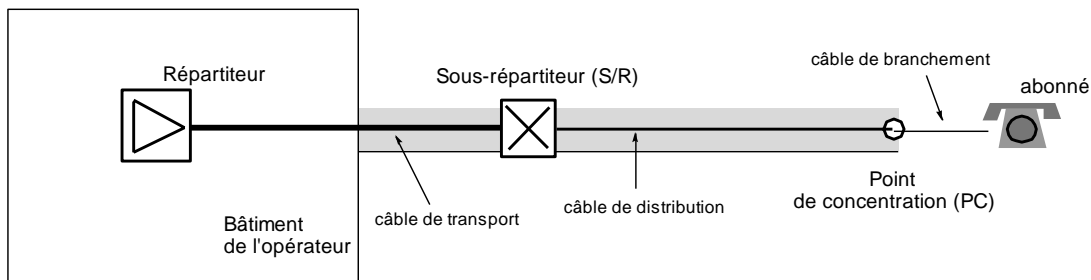 Répartiteur
Sous-répartiteur (S/R)
câble de branchement
abonné
Bâtiment
de l'opérateur
câble de transport
câble de distribution
Point
de concentration (PC)